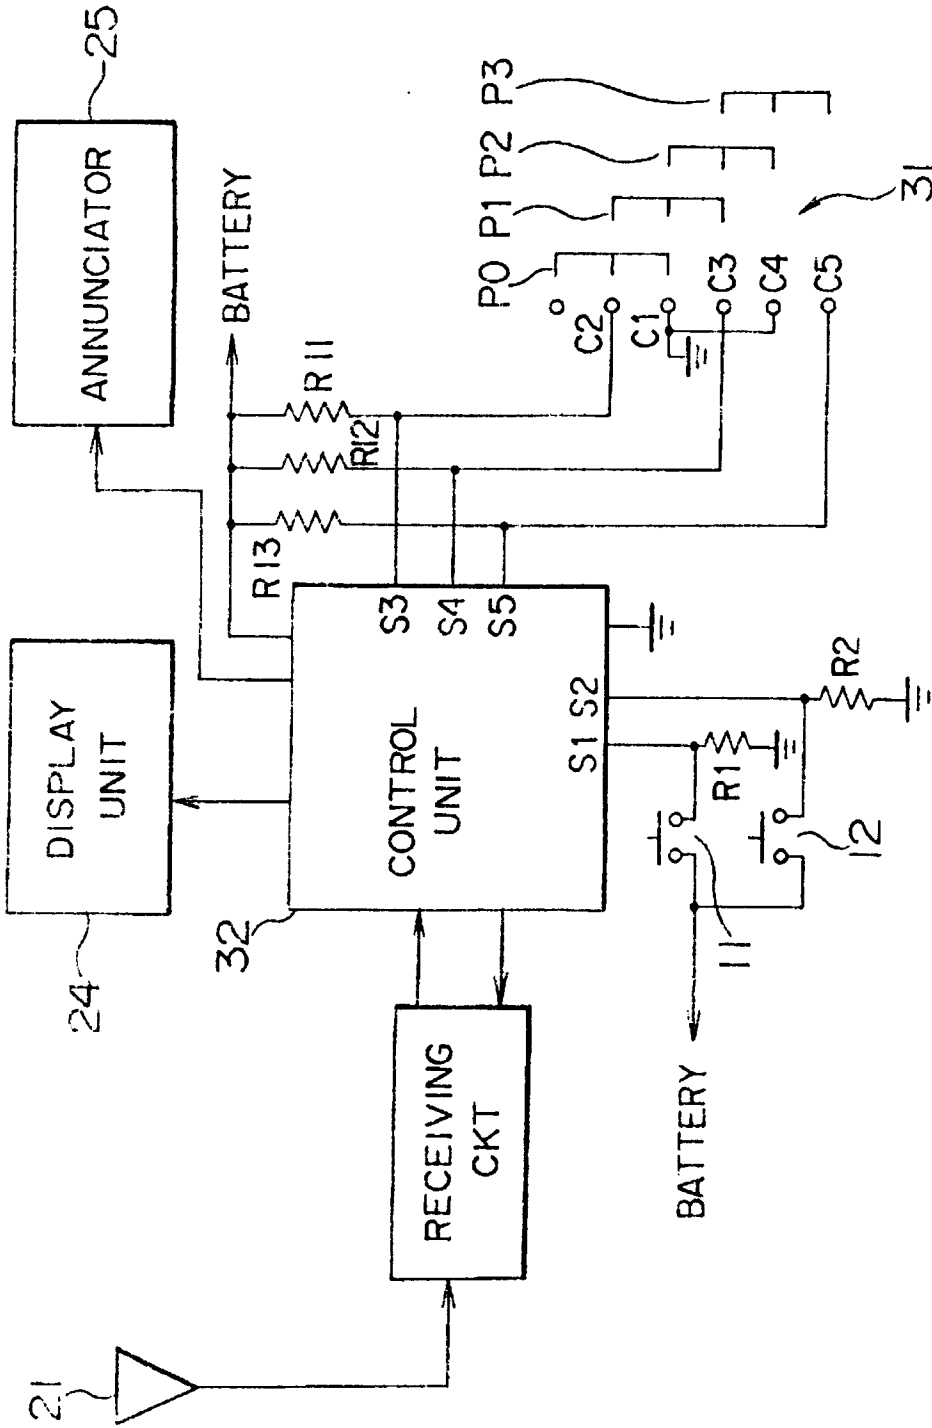 21
24
DISPLAY
UNIT
25
ANNUNCIATOR
BATTERY
32
CONTROL
UNIT
R13
R12
R11
S3
S4
S5
S1
S2
RECEIVING
CKT
BATTERY
11
12
R1
R2
P0
P1
P2
P3
C2
C1
C3
C4
C5
31